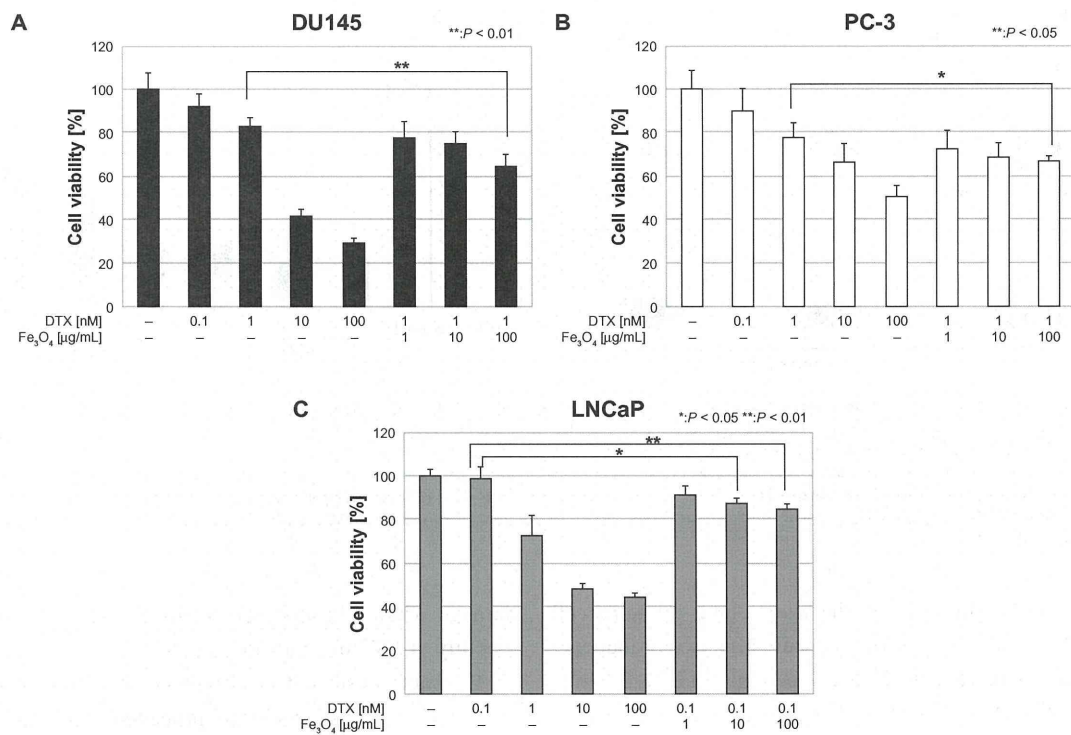 A
DU145
**:P < 0.01
Cell viability [%]
120
100
80
60
40
20
0
DTX [nM] – 0.1 1 10 100 1 1 1
Fe₃O₄ [µg/mL] – – – – – 1 10 100
**
B
PC-3
**:P < 0.05
Cell viability [%]
120
100
80
60
40
20
0
DTX [nM] – 0.1 1 10 100 1 1 1
Fe₃O₄ [µg/mL] – – – – – 1 10 100
*
C
LNCaP
*:P < 0.05 **:P < 0.01
Cell viability [%]
120
100
80
60
40
20
0
**
*
DTX [nM] – 0.1 1 10 100 0.1 0.1 0.1
Fe₃O₄ [µg/mL] – – – – – 1 10 100